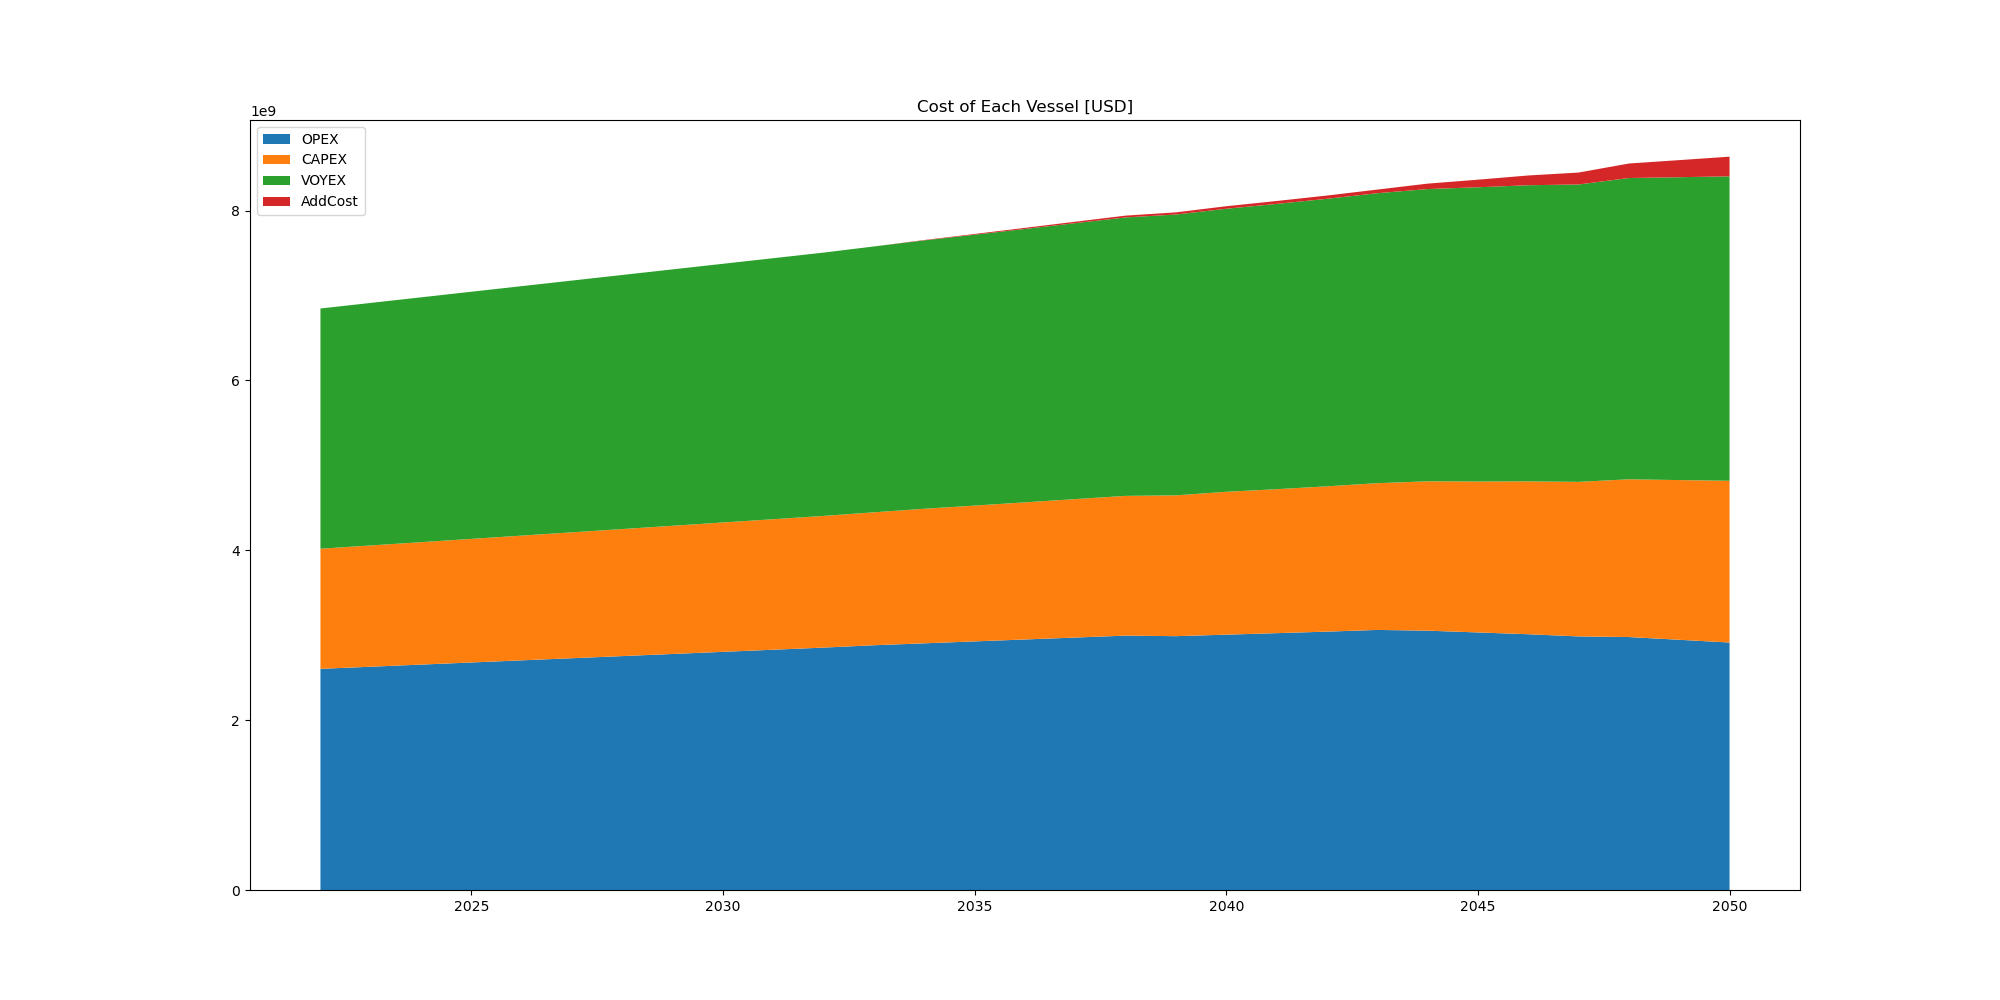 Cost of Each Vessel [USD]
1e9
OPEX
CAPEX
VOYEX
AddCost
8
6
4
2
0
2025 2030 2035 2040 2045 2050